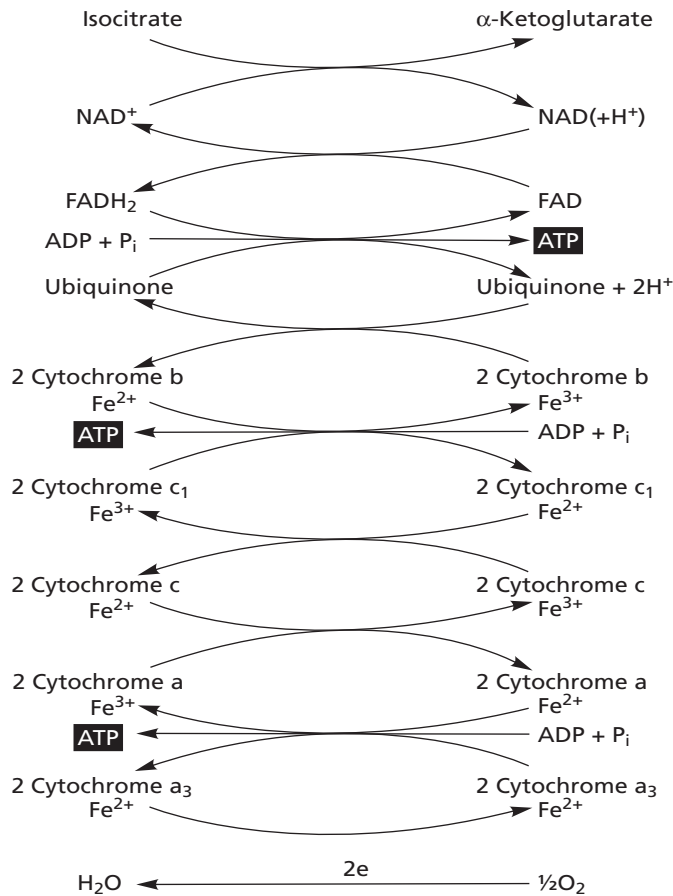 Isocitrate α-Ketoglutarate
NAD⁺ NAD(+H⁺)
FADH₂ FAD
ADP + Pᵢ ATP
Ubiquinone Ubiquinone + 2H⁺
2 Cytochrome b 2 Cytochrome b
Fe²⁺ Fe³⁺
ATP ADP + Pᵢ
2 Cytochrome c₁ 2 Cytochrome c₁
Fe³⁺ Fe²⁺
2 Cytochrome c 2 Cytochrome c
Fe²⁺ Fe³⁺
2 Cytochrome a 2 Cytochrome a
Fe³⁺ Fe²⁺
ATP ADP + Pᵢ
2 Cytochrome a₃ 2 Cytochrome a₃
Fe²⁺ Fe²⁺
2e
H₂O ½O₂